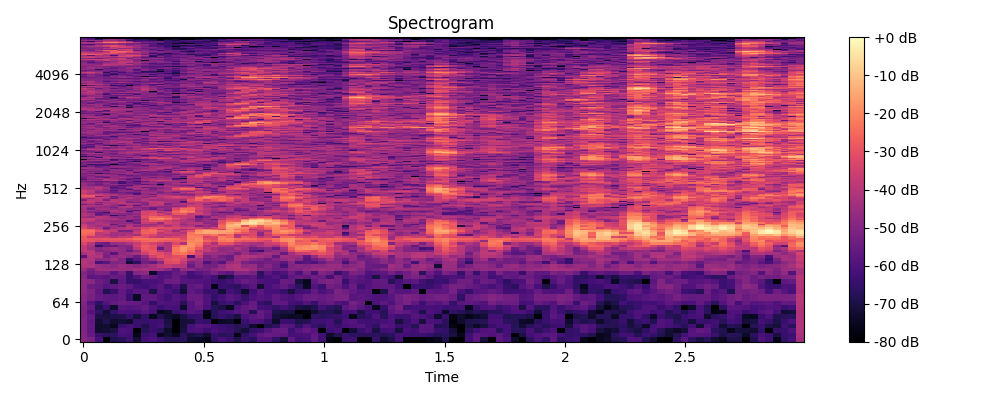 Spectrogram
Hz
4096
2048
1024
512
256
128
64
0
0
0.5
1
1.5
2
2.5
Time
+0 dB
-10 dB
-20 dB
-30 dB
-40 dB
-50 dB
-60 dB
-70 dB
-80 dB